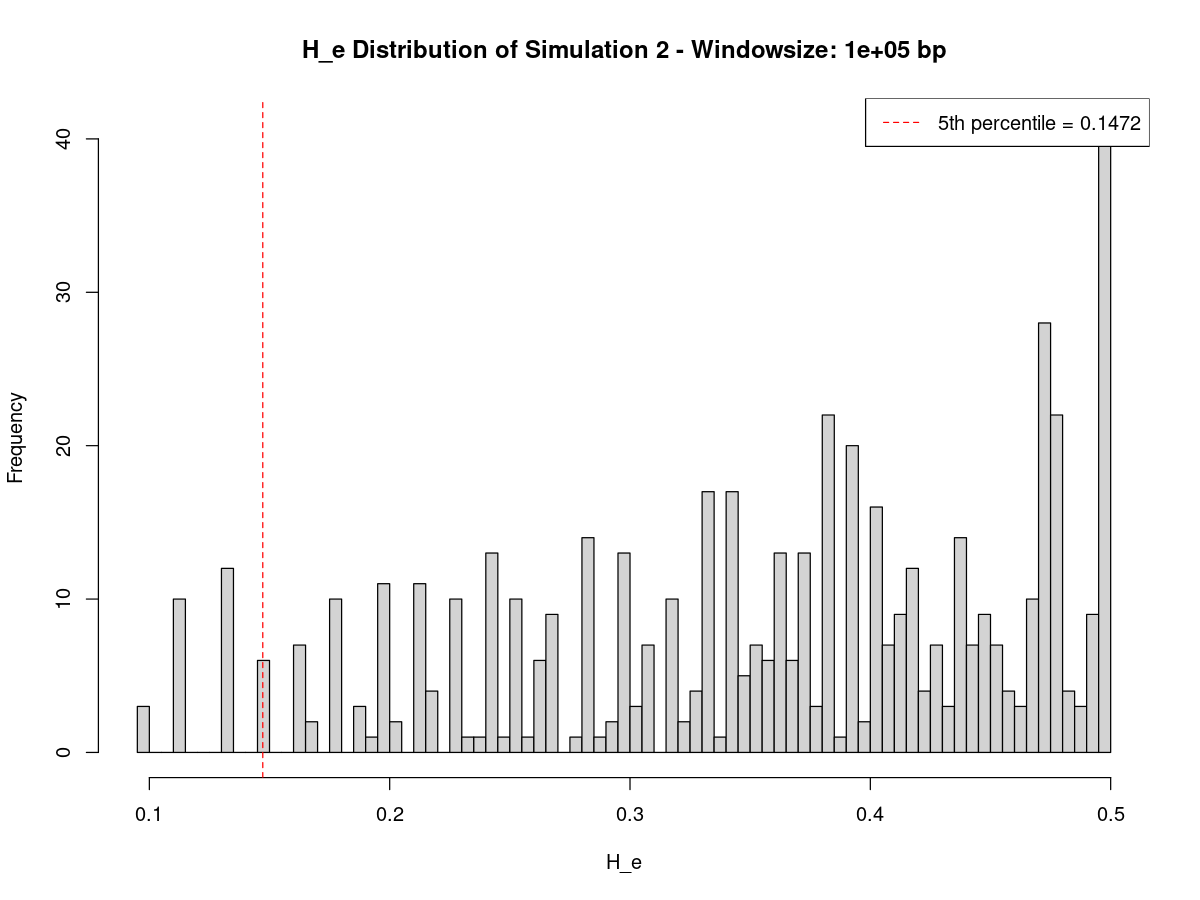 H_e Distribution of Simulation 2 - Windowsize: 1e+05 bp
5th percentile = 0.1472
Frequency
40
30
20
10
0
0.1 0.2 0.3 0.4 0.5
H_e